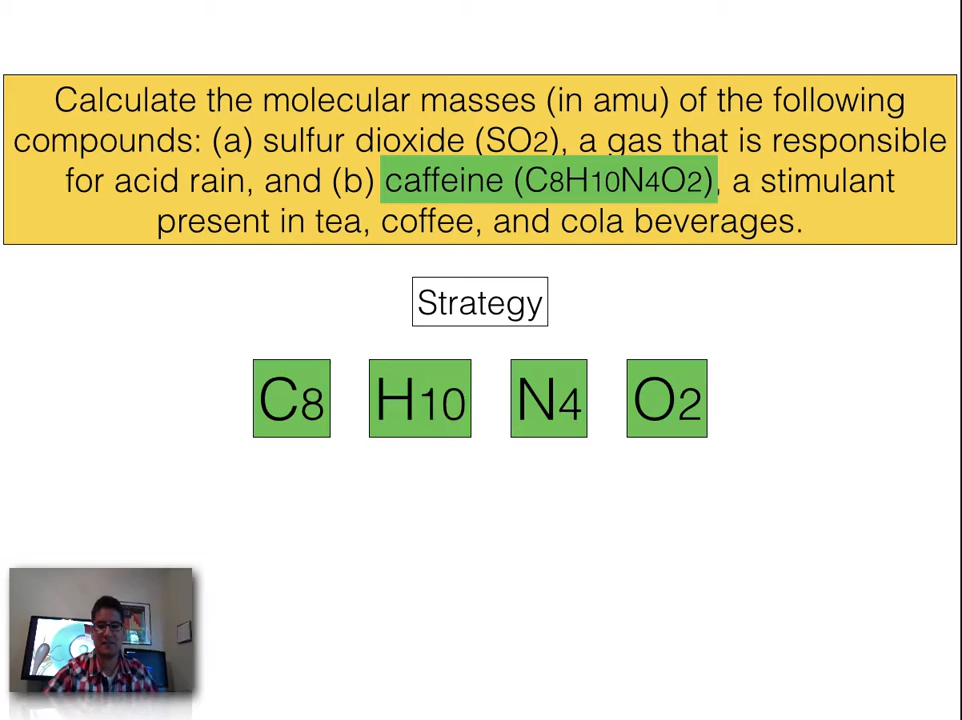 Calculate the molecular masses (in amu) of the following
compounds: (a) sulfur dioxide (SO2), a gas that is responsible
for acid rain, and (b) caffeine (C8H10N4O2), a stimulant
present in tea, coffee, and cola beverages.
Strategy
C8 H10 N4 O2